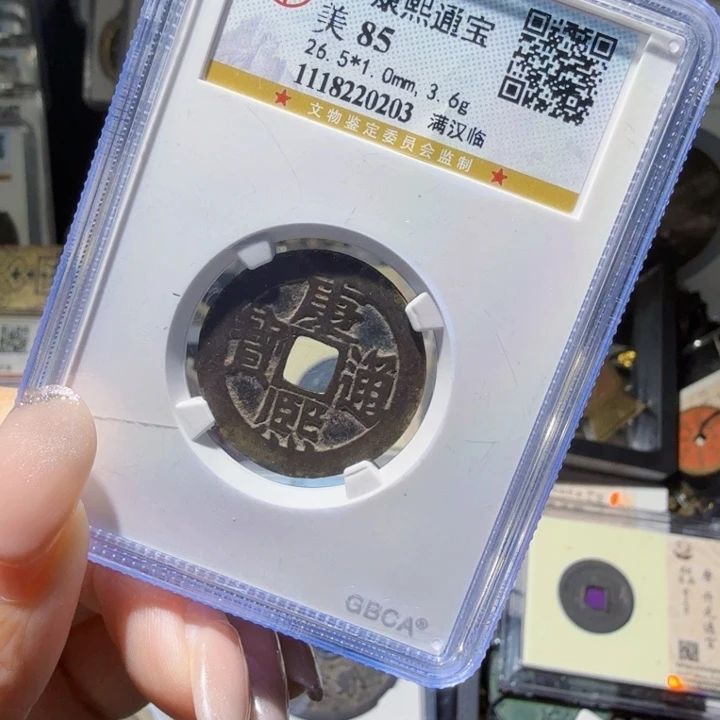 康熙通宝
美 85
26.5*1.0mm, 3.6g
1118220203 满汉临
文物鉴定委员会监制
康熙通寶
GBCA®